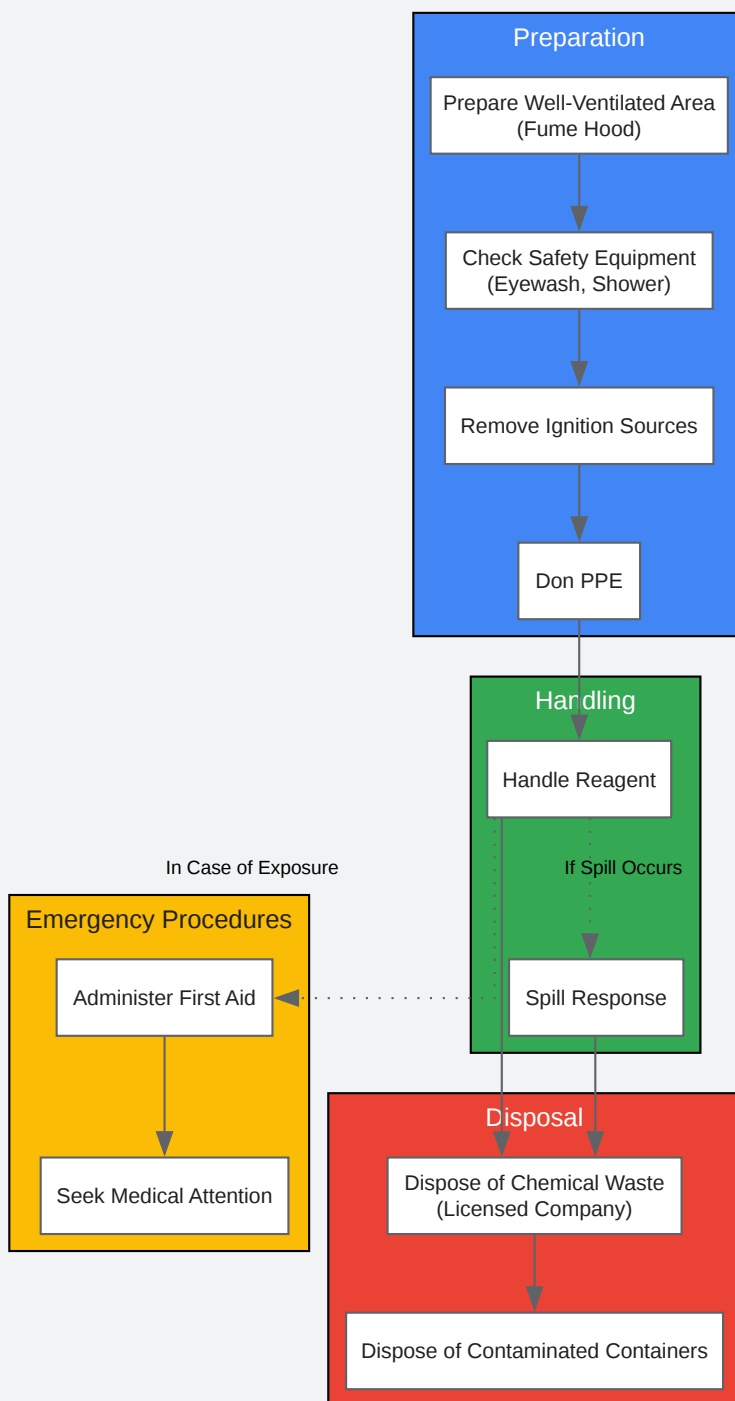 Preparation
Prepare Well-Ventilated Area
(Fume Hood)
Check Safety Equipment
(Eyewash, Shower)
Remove Ignition Sources
Don PPE
Handling
Handle Reagent
In Case of Exposure
If Spill Occurs
Emergency Procedures
Administer First Aid
Spill Response
Seek Medical Attention
Disposal
Dispose of Chemical Waste
(Licensed Company)
Dispose of Contaminated Containers